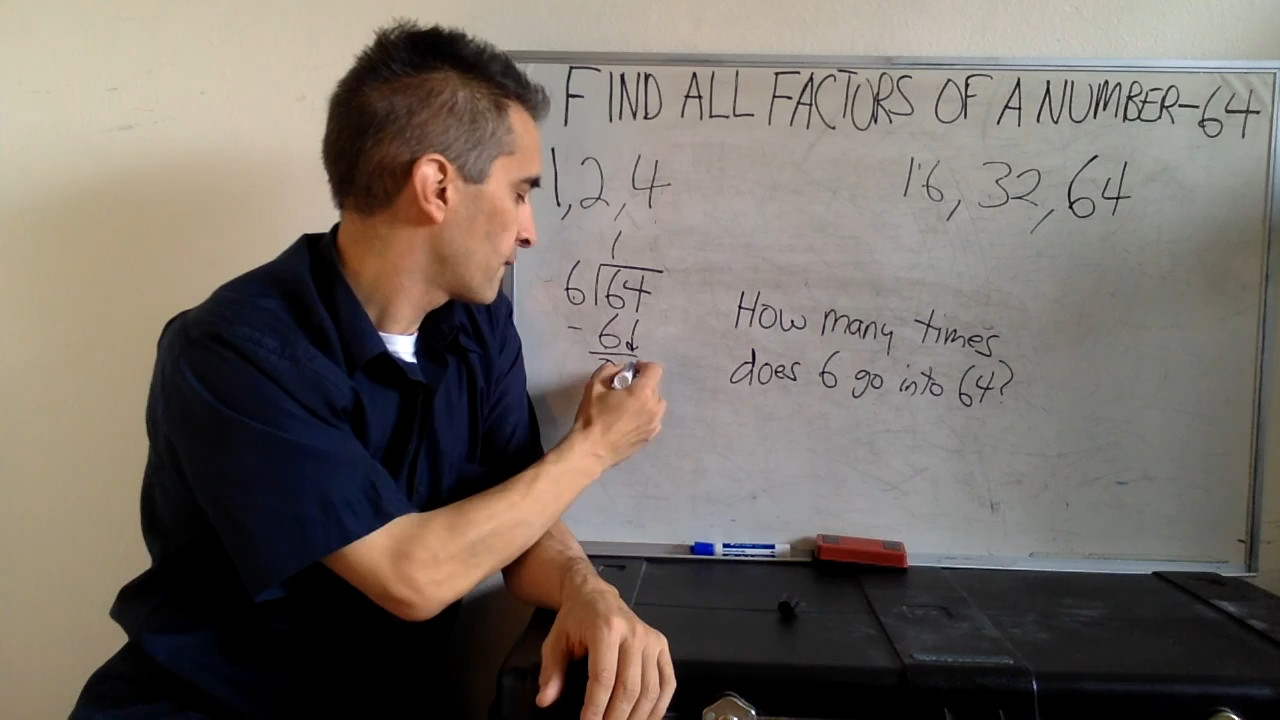 FIND ALL FACTORS OF A NUMBER-64
1, 2, 4 16, 32, 64
1
6 64
- 6
How many times
does 6 go into 64?